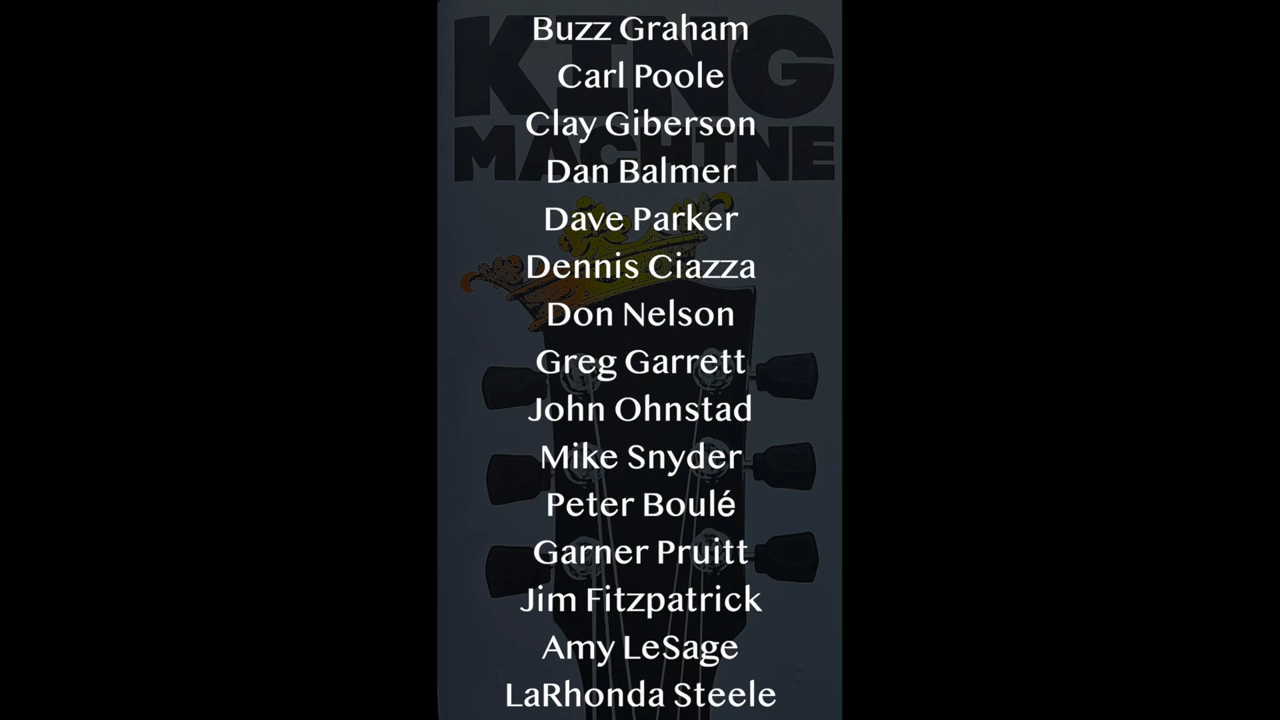 KING
MACHINE
Buzz Graham
Carl Poole
Clay Giberson
Dan Balmer
Dave Parker
Dennis Ciazza
Don Nelson
Greg Garrett
John Ohnstad
Mike Snyder
Peter Boulé
Garner Pruitt
Jim Fitzpatrick
Amy LeSage
LaRhonda Steele